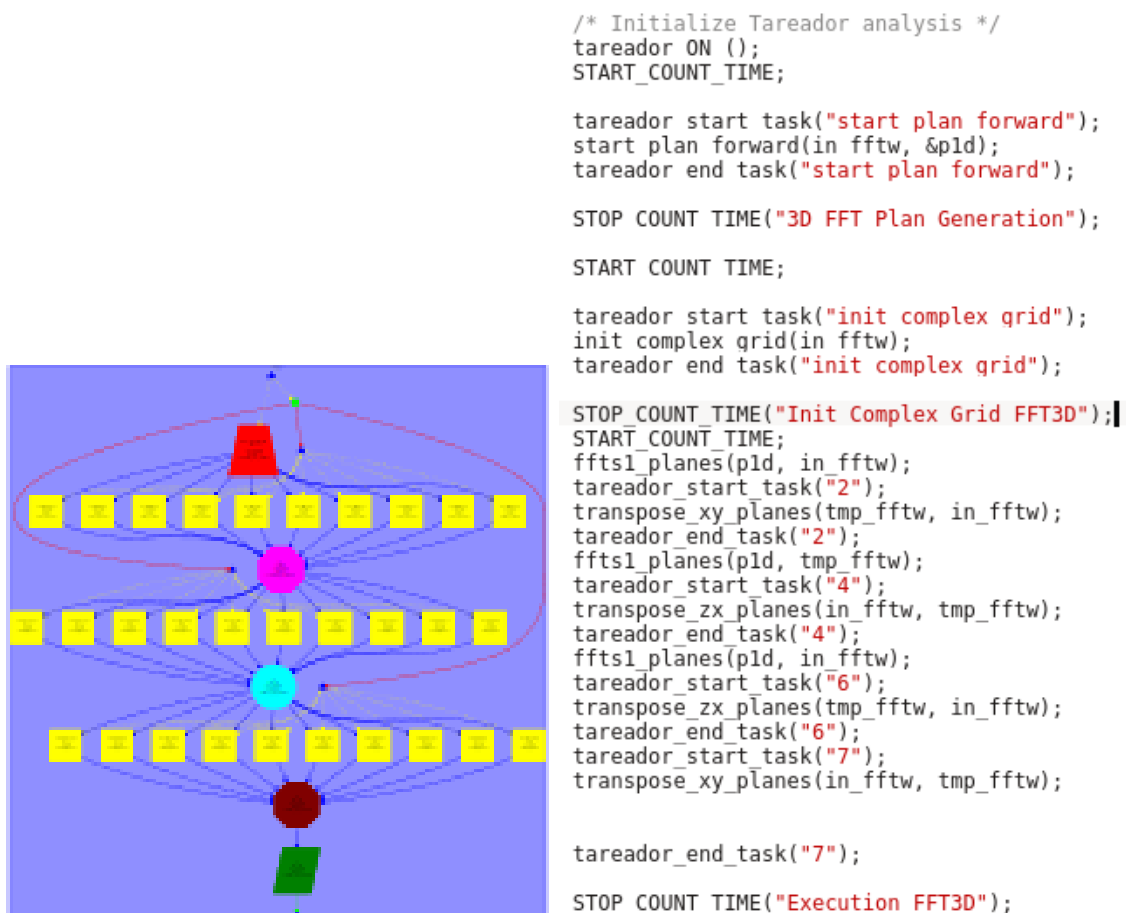 /* Initialize Tareador analysis */
tareador ON ();
START_COUNT_TIME;
tareador start task("start plan forward");
start plan forward(in fftw, &p1d);
tareador end task("start plan forward");
STOP COUNT TIME("3D FFT Plan Generation");
START COUNT TIME;
tareador start task("init complex grid");
init complex grid(in fftw);
tareador end task("init complex grid");
STOP_COUNT_TIME("Init Complex Grid FFT3D");
START_COUNT_TIME;
ffts1_planes(p1d, in_fftw);
tareador_start_task("2");
transpose_xy_planes(tmp_fftw, in_fftw);
tareador_end_task("2");
ffts1_planes(p1d, tmp_fftw);
tareador_start_task("4");
transpose_zx_planes(in_fftw, tmp_fftw);
tareador_end_task("4");
ffts1_planes(p1d, in_fftw);
tareador_start_task("6");
transpose_zx_planes(tmp_fftw, in_fftw);
tareador_end_task("6");
tareador_start_task("7");
transpose_xy_planes(in_fftw, tmp_fftw);
tareador_end_task("7");
STOP COUNT TIME("Execution FFT3D");